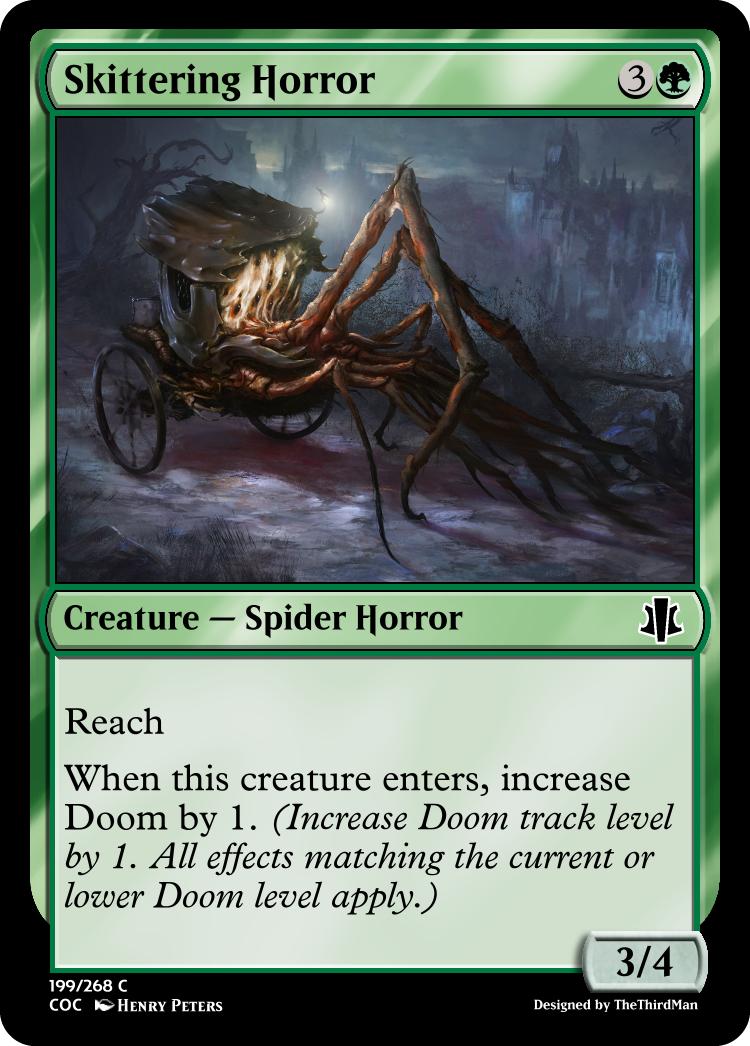 Skittering Horror
3
Creature — Spider Horror
Reach
When this creature enters, increase
Doom by 1. (Increase Doom track level
by 1. All effects matching the current or
lower Doom level apply.)
3/4
199/268 C
COC Henry Peters
Designed by TheThirdMan